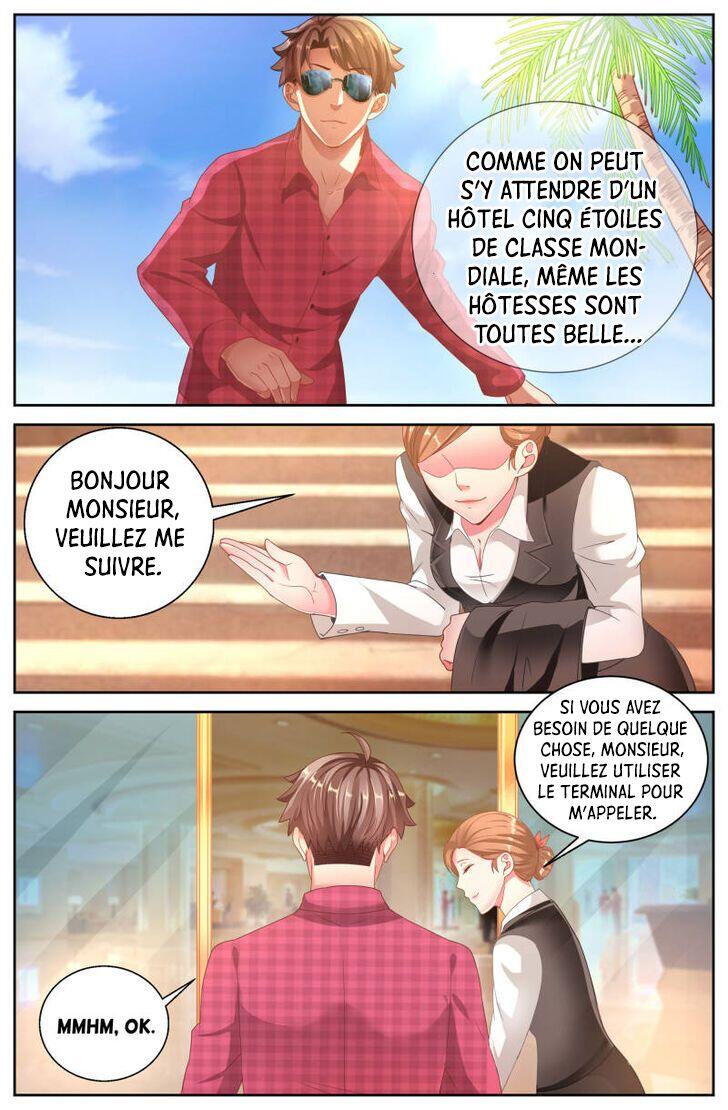 COMME ON PEUT
S'Y ATTENDRE D'UN
HÔTEL CINQ ÉTOILES
DE CLASSE MON-
DIALE, MÊME LES
HÔTESSES SONT
TOUTES BELLE...
BONJOUR
MONSIEUR,
VEUILLEZ ME
SUIVRE.
SI VOUS AVEZ
BESOIN DE QUELQUE
CHOSE, MONSIEUR,
VEUILLEZ UTILISER
LE TERMINAL POUR
M'APPELER.
MMHM, OK.